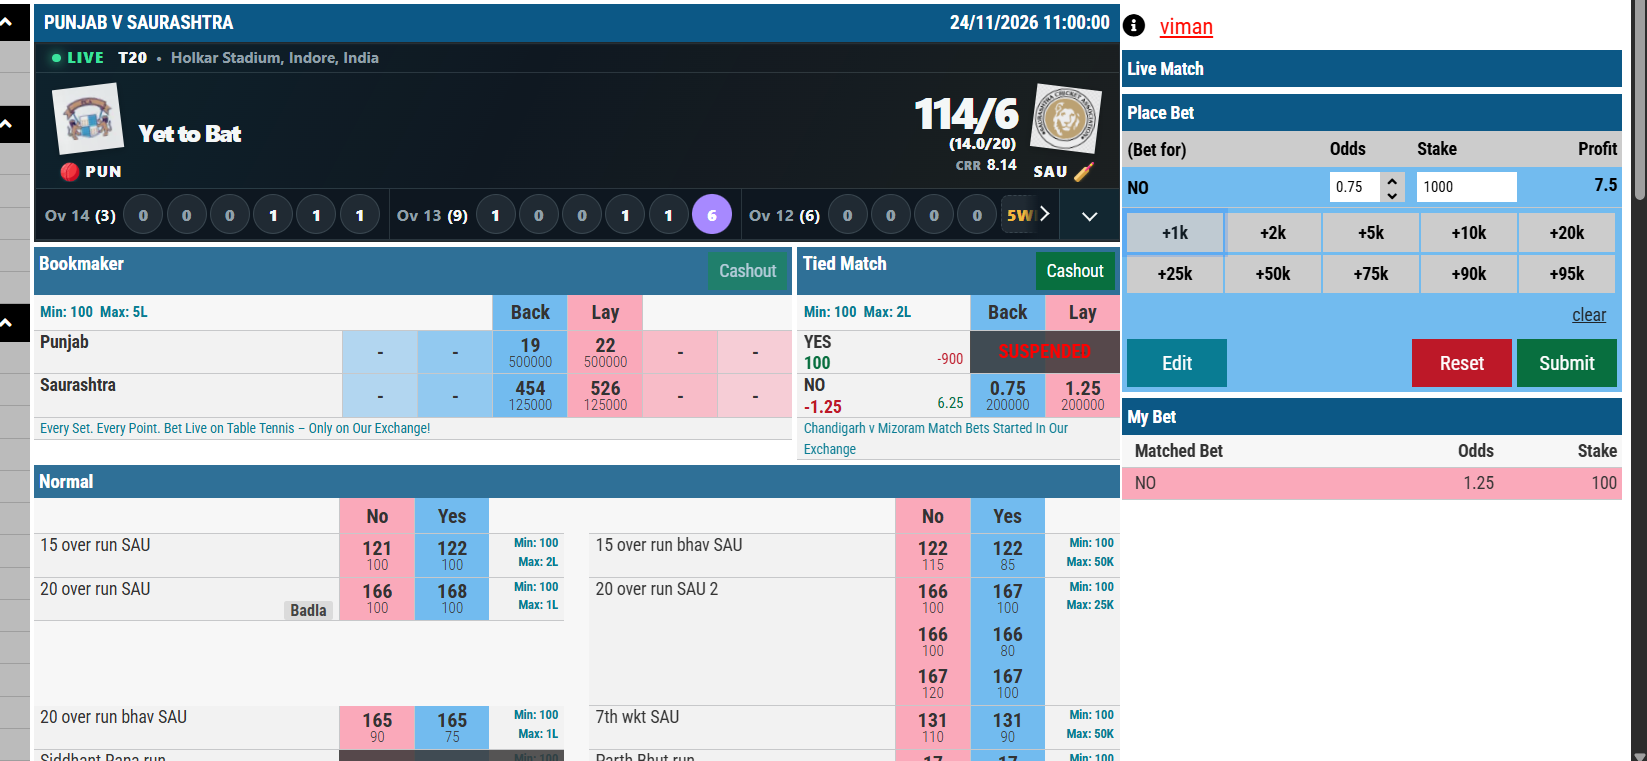 PUNJAB V SAURASHTRA 24/11/2026 11:00:00
LIVE T20 • Holkar Stadium, Indore, India
Yet to Bat
PUN
114/6
(14.0/20)
CRR 8.14
SAU
Ov 14 (3) 0 0 0 1 1 1 Ov 13 (9) 1 0 0 1 1 6 Ov 12 (6) 0 0 0 0 5W
Bookmaker Cashout
Min: 100 Max: 5L Back Lay
Punjab - - 19 22 - -
500000 500000
Saurashtra - - 454 526 - -
125000 125000
Every Set. Every Point. Bet Live on Table Tennis – Only on Our Exchange!
Tied Match Cashout
Min: 100 Max: 2L Back Lay
YES SUSPENDED
100 -900
NO 0.75 1.25
-1.25 6.25 200000 200000
Chandigarh v Mizoram Match Bets Started In Our
Exchange
Normal
No Yes
15 over run SAU 121 122 Min: 100
100 100 Max: 2L
20 over run SAU 166 168 Min: 100
Badla 100 100 Max: 1L
20 over run bhav SAU 165 165 Min: 100
90 75 Max: 1L
Siddhant Rana run Min: 100
No Yes
15 over run bhav SAU 122 122 Min: 100
115 85 Max: 50K
20 over run SAU 2 166 167 Min: 100
100 100 Max: 25K
166 166
100 80
167 167
120 100
7th wkt SAU 131 131 Min: 100
110 90 Max: 50K
Parth Bhut run 17 17 Min: 100
viman
Live Match
Place Bet
(Bet for) Odds Stake Profit
NO 0.75 1000 7.5
+1k +2k +5k +10k +20k
+25k +50k +75k +90k +95k
clear
Edit Reset Submit
My Bet
Matched Bet Odds Stake
NO 1.25 100